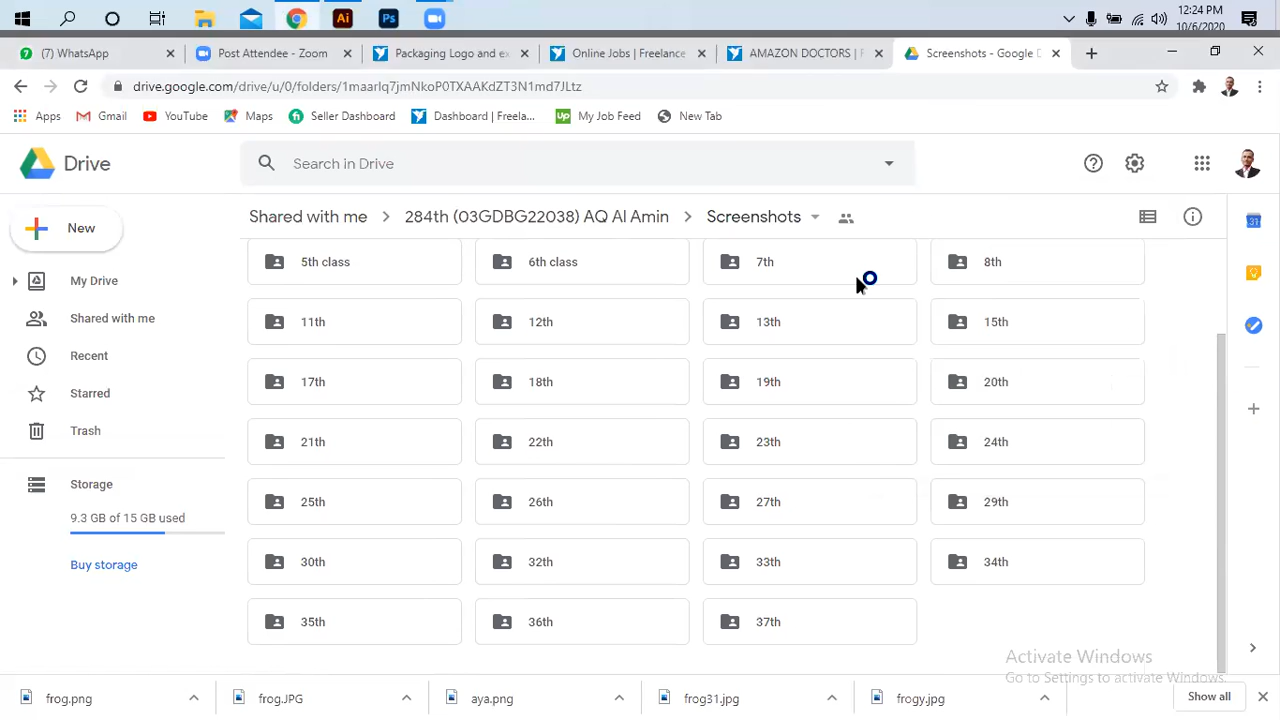 12:24 PM
10/6/2020
(7) WhatsApp
Post Attendee - Zoom
Packaging Logo and ex
Online Jobs | Freelance
AMAZON DOCTORS | F
Screenshots - Google D
drive.google.com/drive/u/0/folders/1maarIq7jmNkoP0TXAAKdZT3N1md7JLtz
Apps
Gmail
YouTube
Maps
Seller Dashboard
Dashboard | Freela...
My Job Feed
New Tab
Drive
Search in Drive
New
Shared with me > 284th (03GDBG22038) AQ Al Amin > Screenshots
My Drive
Shared with me
Recent
Starred
Trash
Storage
9.3 GB of 15 GB used
Buy storage
5th class
6th class
7th
8th
11th
12th
13th
15th
17th
18th
19th
20th
21th
22th
23th
24th
25th
26th
27th
29th
30th
32th
33th
34th
35th
36th
37th
Activate Windows
Go to Settings to activate Windows.
frog.png
frog.JPG
aya.png
frog31.jpg
frogy.jpg
Show all